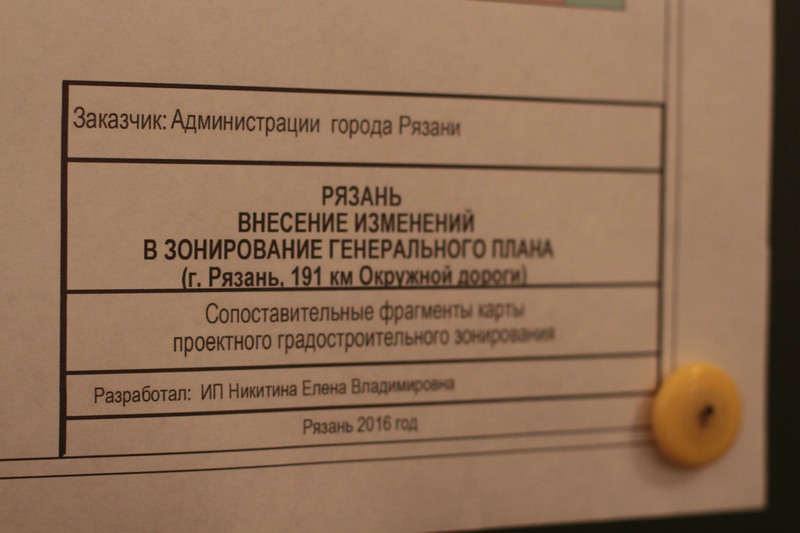 Заказчик: Администрации города Рязани
РЯЗАНЬ
ВНЕСЕНИЕ ИЗМЕНЕНИЙ
В ЗОНИРОВАНИЕ ГЕНЕРАЛЬНОГО ПЛАНА
(г. Рязань, 191 км Окружной дороги)
Сопоставительные фрагменты карты
проектного градостроительного зонирования
Разработал: ИП Никитина Елена Владимировна
Рязань 2016 год